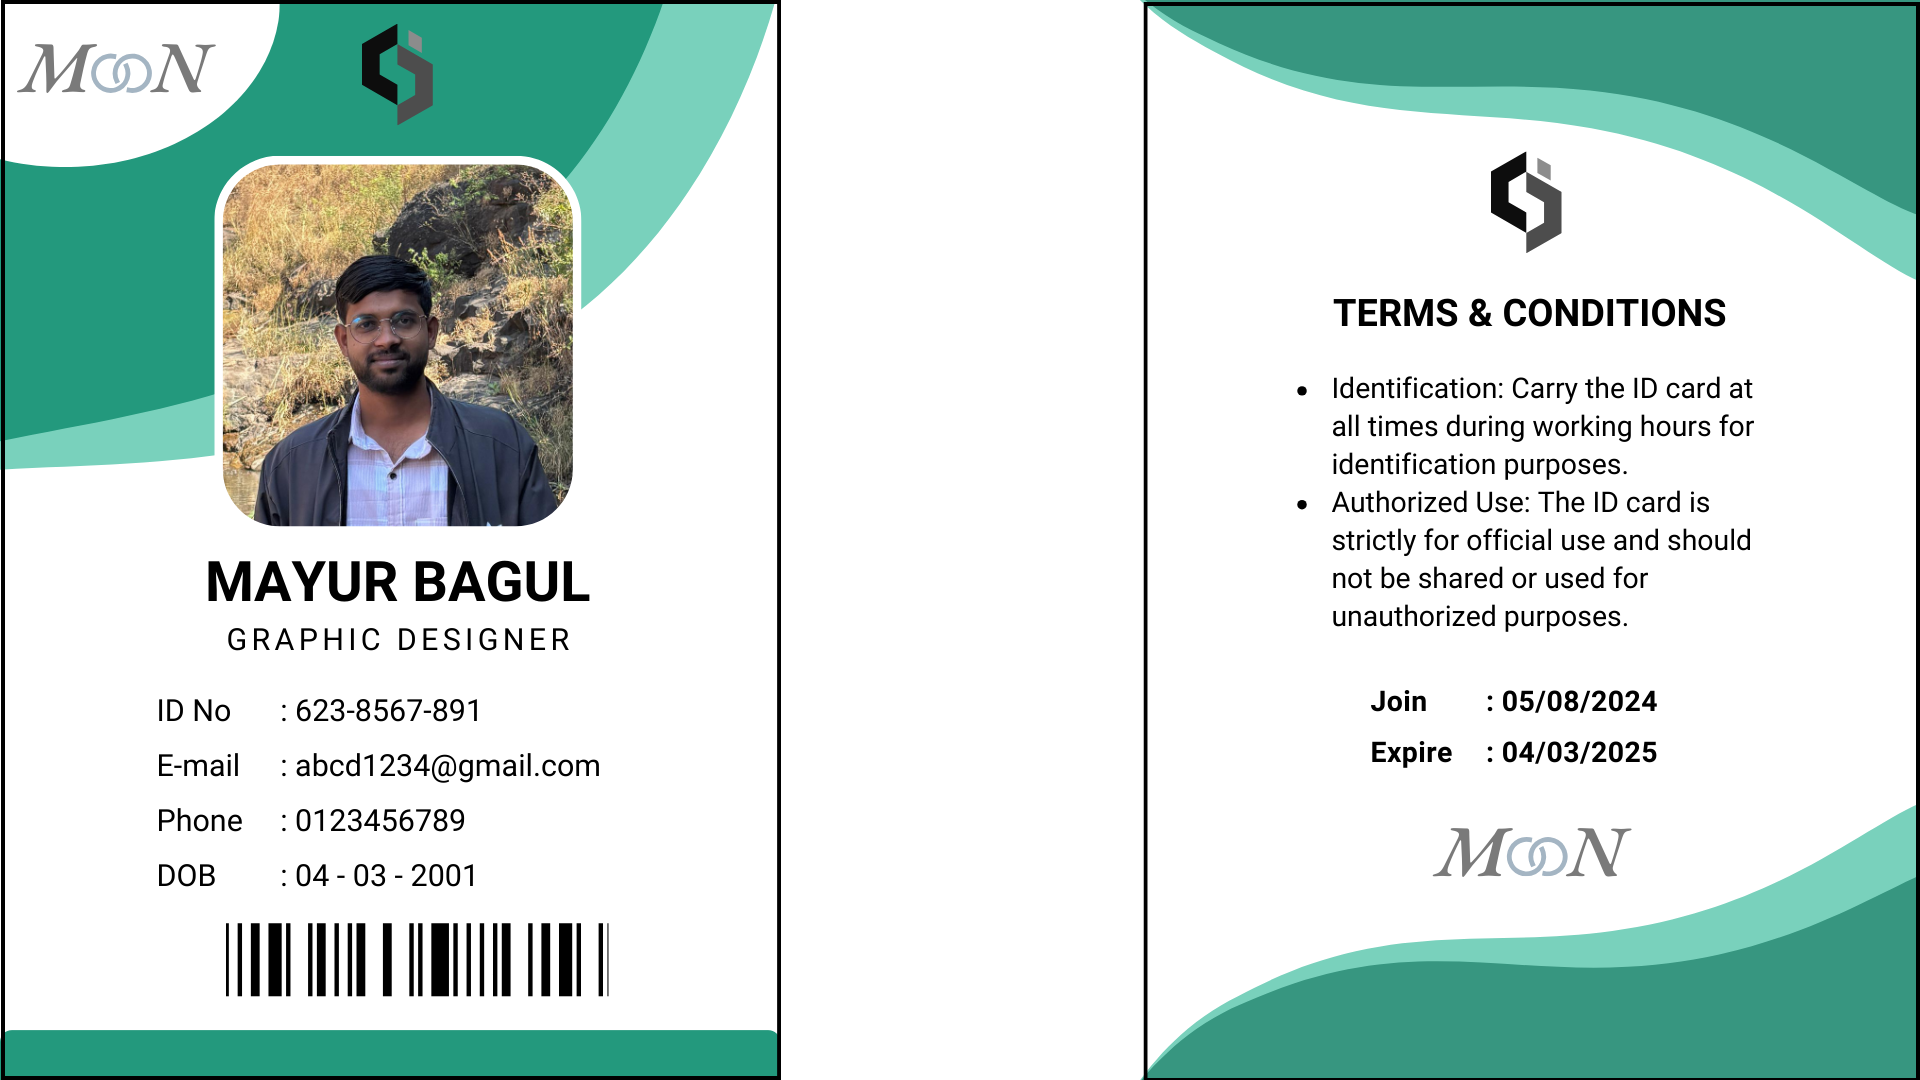 MOON
MAYUR BAGUL
GRAPHIC DESIGNER
ID No : 623-8567-891
E-mail : abcd1234@gmail.com
Phone : 0123456789
DOB : 04 - 03 - 2001
TERMS & CONDITIONS
• Identification: Carry the ID card at
all times during working hours for
identification purposes.
• Authorized Use: The ID card is
strictly for official use and should
not be shared or used for
unauthorized purposes.
Join : 05/08/2024
Expire : 04/03/2025
MOON